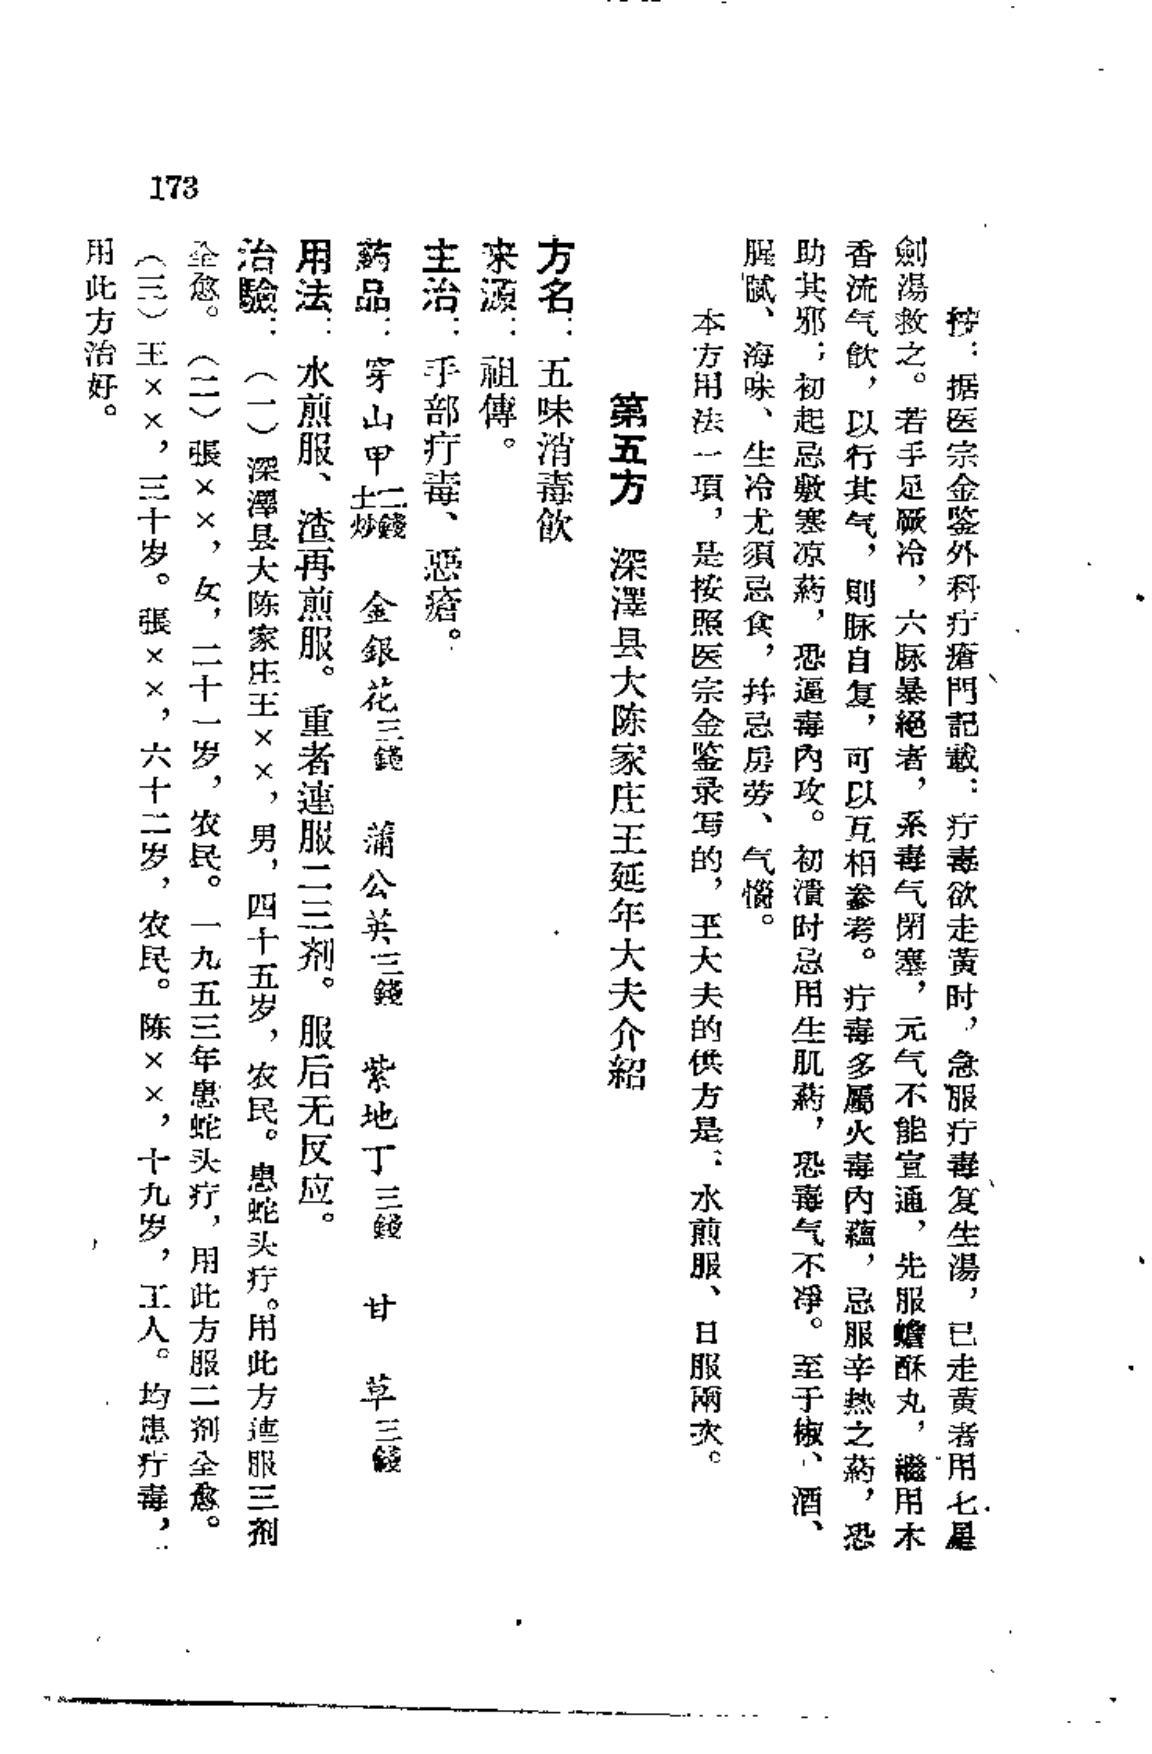 按：据医宗金鉴外科疔瘡門記載：疔毒欲走黄时，急服疔毒复生湯，已走黄者用七星
劍湯救之。若手足厥冷，六脉暴絕者，系毒气閉塞，元气不能宣通，先服蟾酥丸，繼用木
香流气飲，以行其气，則脉自复，可以互相參考。疔毒多屬火毒內蘊，忌服辛热之葯，恐
助其邪；初起忌敷寒凉葯，恐逼毒內攻。初潰时忌用生肌葯，恐毒气不淨。至于椒、酒、
腥膩、海味、生冷尤須忌食，并忌房劳、气惱。
本方用法一項，是按照医宗金鉴录写的，王大夫的供方是：水煎服、日服兩次。
第五方　深澤县大陈家庄王延年大夫介紹
方名：五味消毒飲
来源：祖傳。
主治：手部疔毒、惡瘡。
葯品：穿山甲二錢土炒　金銀花三錢　蒲公英三錢　紫地丁三錢　甘草三錢
用法：水煎服、渣再煎服。重者連服二三剂。服后无反应。
治驗：（一）深澤县大陈家庄王××，男，四十五岁，农民。患蛇头疔。用此方連服三剂
全愈。（二）張××，女，二十一岁，农民。一九五三年患蛇头疔，用此方服二剂全愈。
（三）王××，三十岁。張××，六十二岁，农民。陈××，十九岁，工人。均患疔毒，
用此方治好。
173